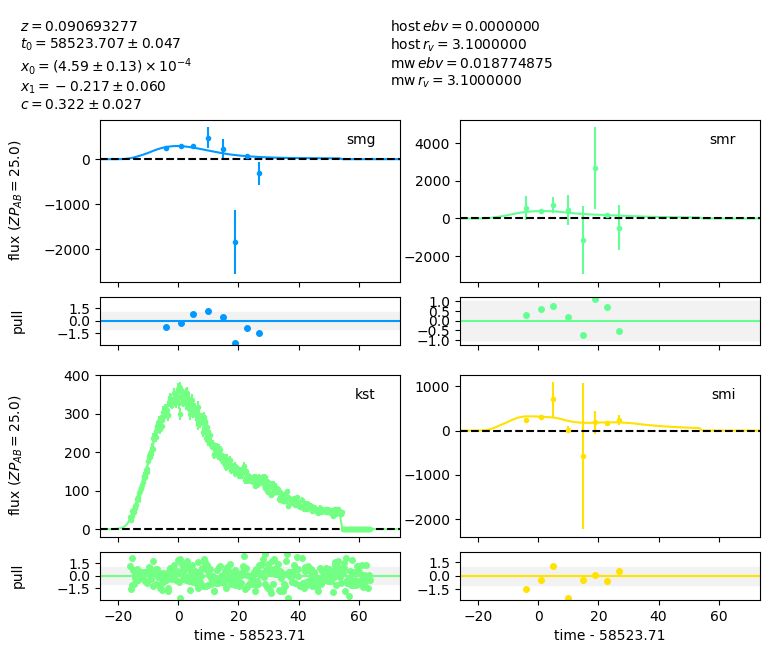 z = 0.090693277
t₀ = 58523.707 ± 0.047
x₀ = (4.59 ± 0.13) × 10⁻⁴
x₁ = −0.217 ± 0.060
c = 0.322 ± 0.027
host ebv = 0.0000000
host r_v = 3.1000000
mw ebv = 0.018774875
mw r_v = 3.1000000
smg
flux (ZP_AB = 25.0)
0
−1000
−2000
smr
4000
2000
0
−2000
pull
1.5
0.0
−1.5
1.0
0.5
0.0
−0.5
−1.0
kst
flux (ZP_AB = 25.0)
400
300
200
100
0
smi
1000
0
−1000
−2000
pull
1.5
0.0
−1.5
1.5
0.0
−1.5
−20 0 20 40 60
−20 0 20 40 60
time - 58523.71
time - 58523.71